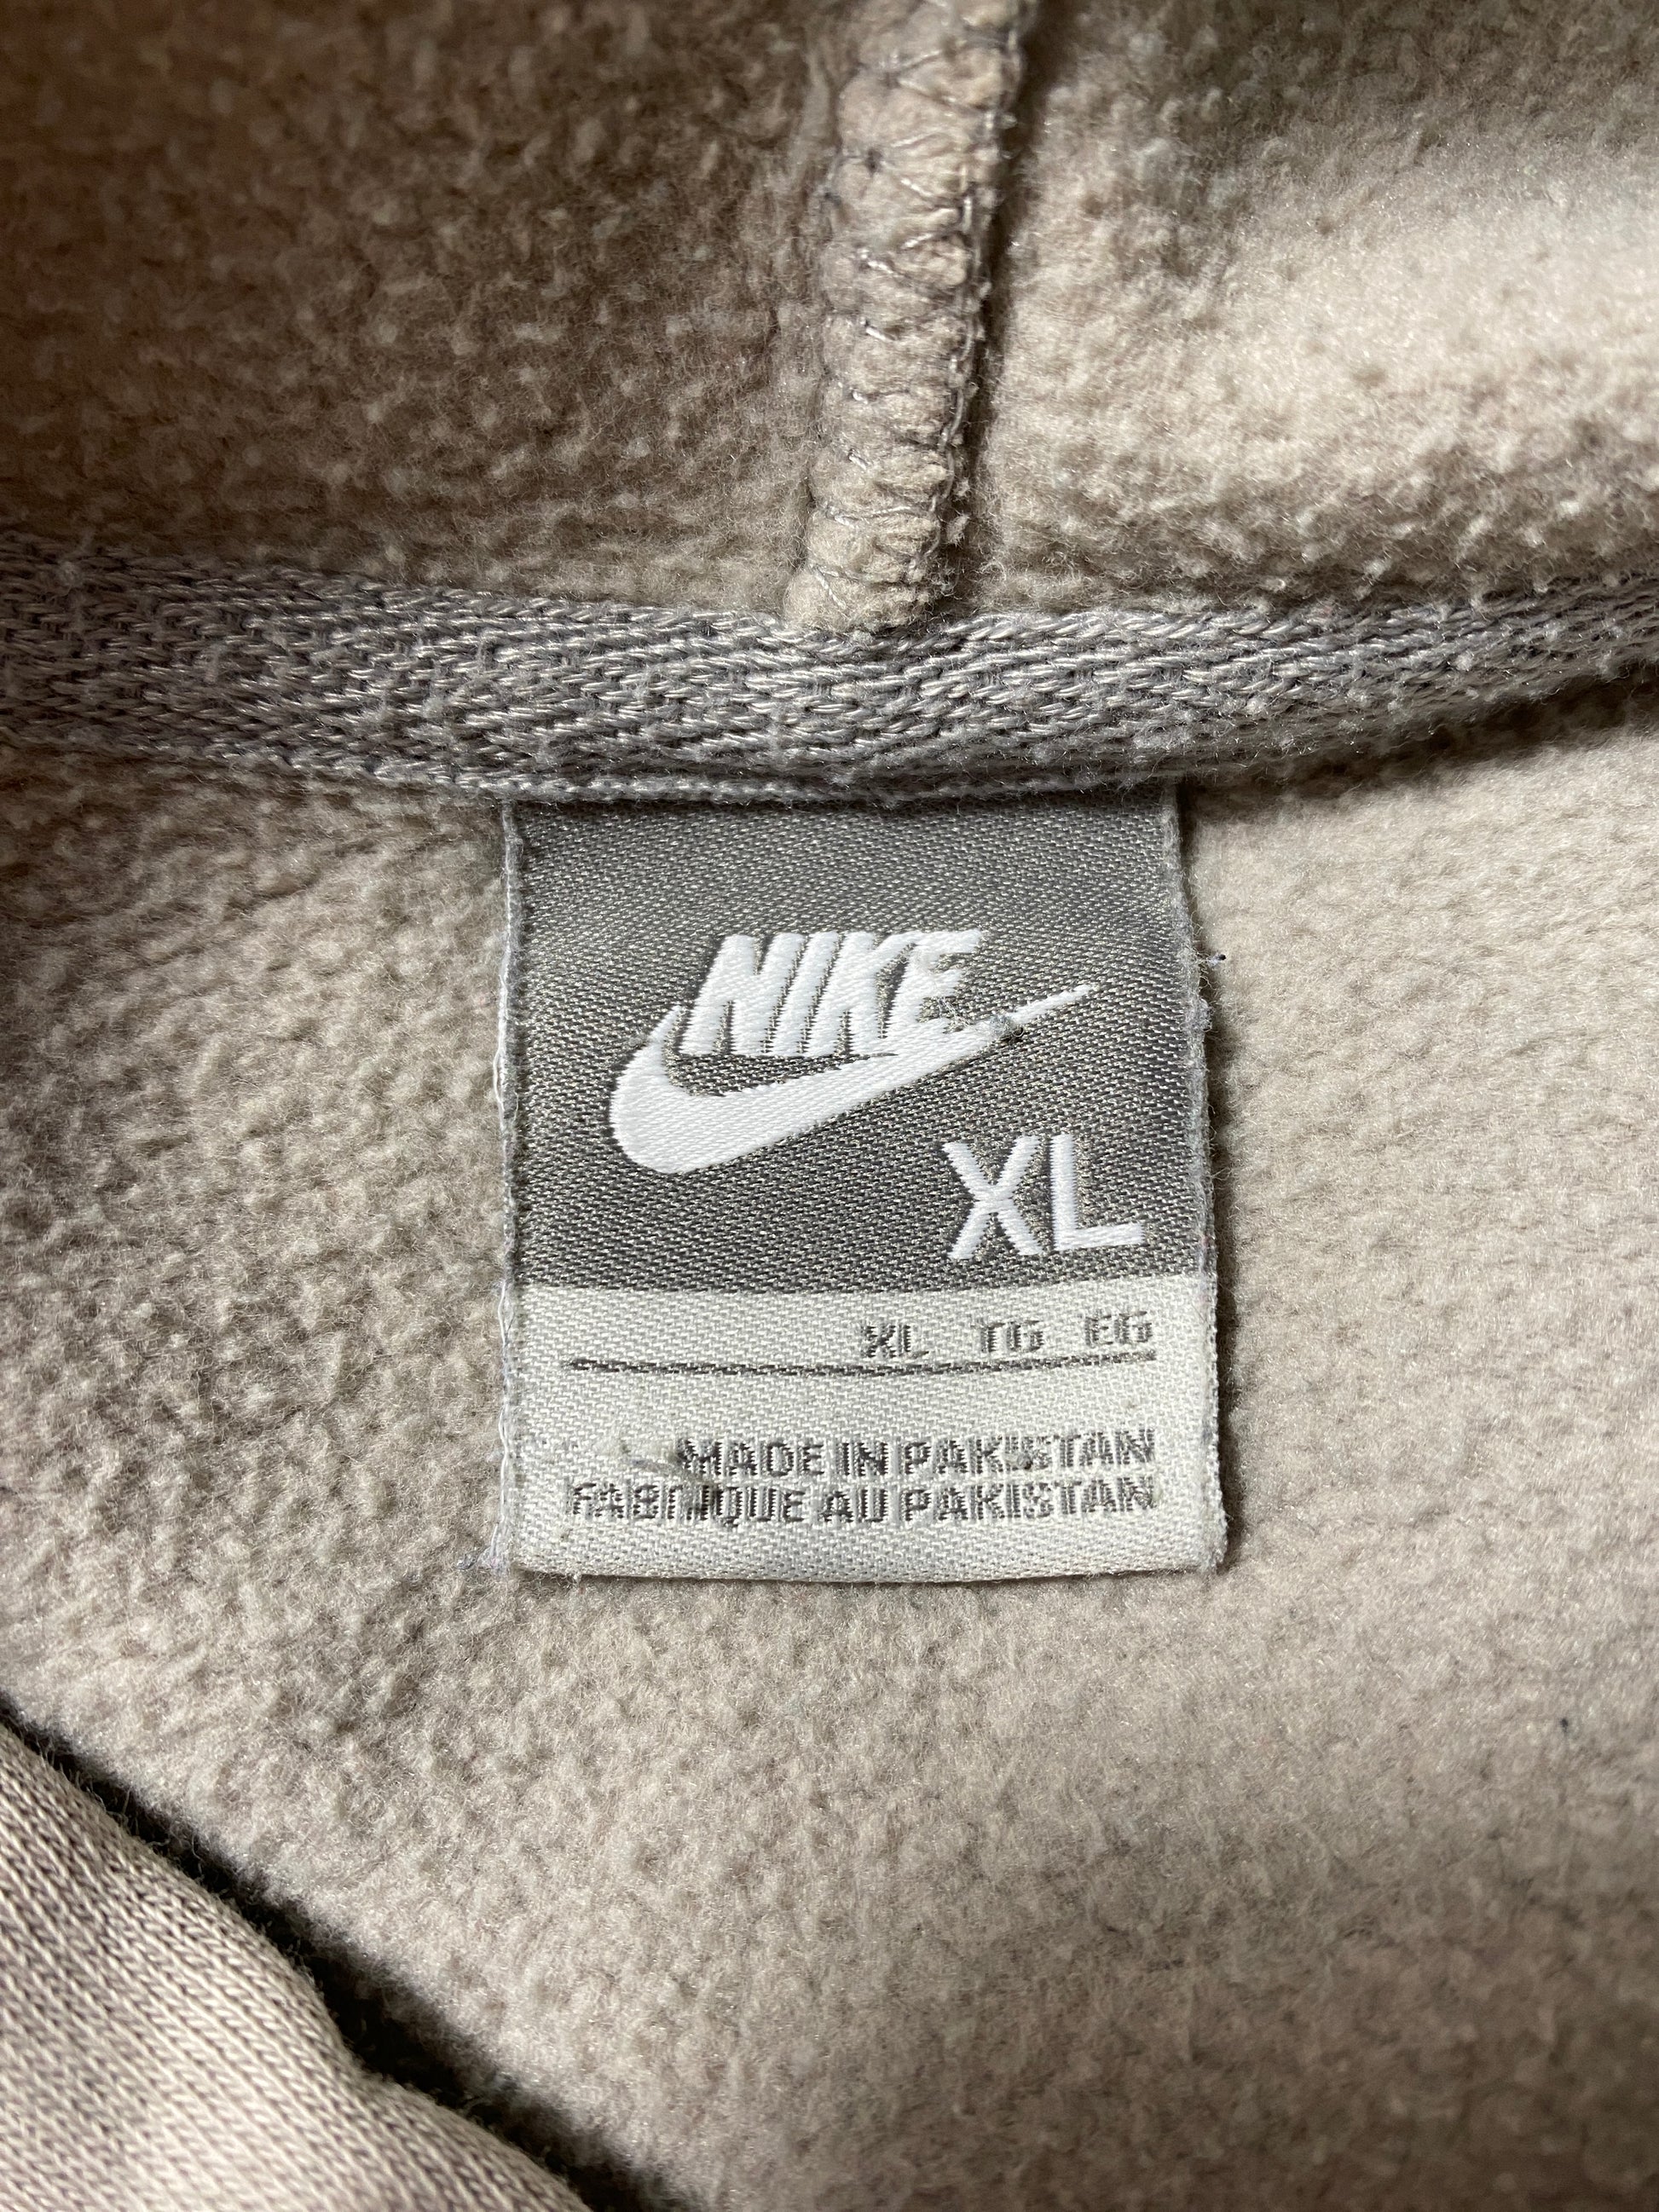 NIKE
XL
XL TG EG
MADE IN PAKISTAN
FABRIQUE AU PAKISTAN